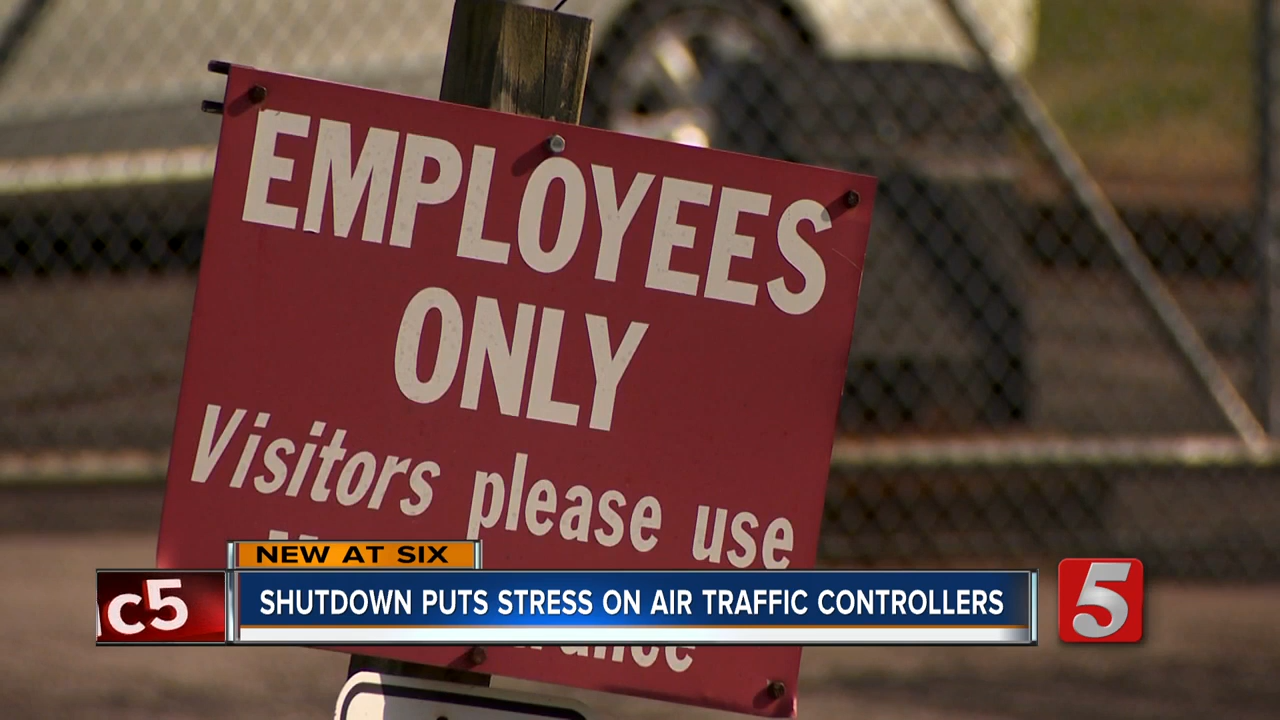 EMPLOYEES
ONLY
Visitors please use
NEW AT SIX
c5
SHUTDOWN PUTS STRESS ON AIR TRAFFIC CONTROLLERS
5